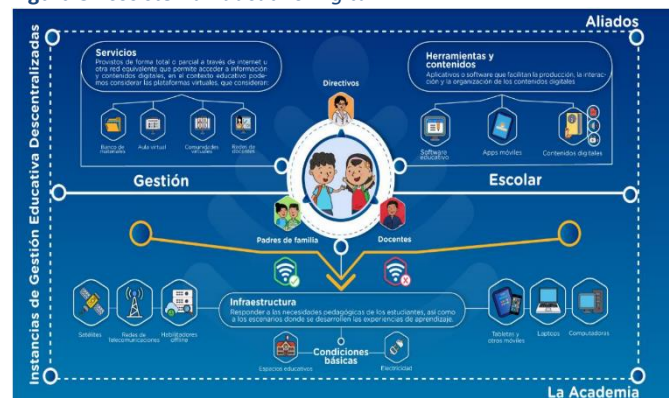 Aliados
Instancias de Gestión Educativa Descentralizadas
Servicios
Provistos de forma total o parcial a través de internet u
otra red equivalente que permite acceder a información
y contenidos digitales, en el contexto educativo pode-
mos considerar las plataformas virtuales, que consideran:
Banco de
materiales
Aula virtual
Comunidades
virtuales
Redes de
docentes
Directivos
Herramientas y
contenidos
Aplicativos o software que facilitan la producción, la interac-
ción y la organización de los contenidos digitales
Software
educativo
Apps móviles
Contenidos digitales
Gestión
Escolar
Padres de familia
Docentes
Infraestructura
Responder a las necesidades pedagógicas de los estudiantes, así como
a los escenarios donde se desarrollen las experiencias de aprendizaje.
Satélites
Redes de
Telecomunicaciones
Habilitadores
offline
Tabletas y
otros móviles
Laptops
Computadoras
Condiciones
básicas
Espacios educativos
Electricidad
La Academia